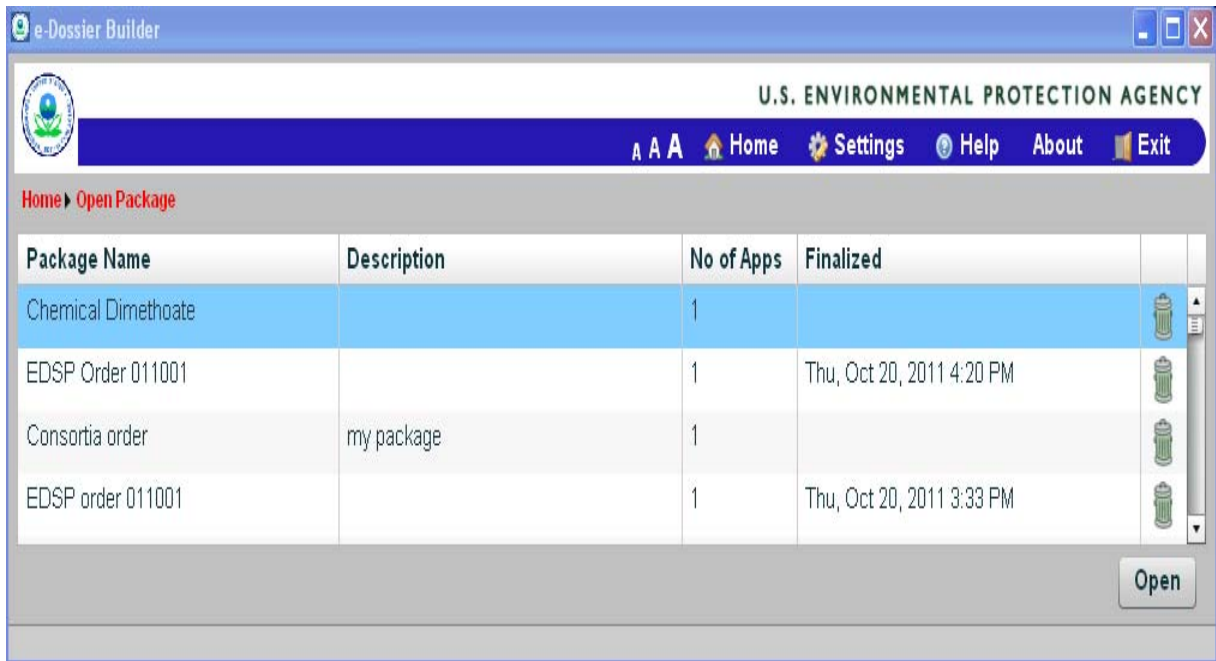 e-Dossier Builder
U.S. ENVIRONMENTAL PROTECTION AGENCY
A A A Home Settings Help About Exit
Home Open Package
Package Name Description No of Apps Finalized
Chemical Dimethoate 1
EDSP Order 011001 1 Thu, Oct 20, 2011 4:20 PM
Consortia order my package 1
EDSP order 011001 1 Thu, Oct 20, 2011 3:33 PM
Open